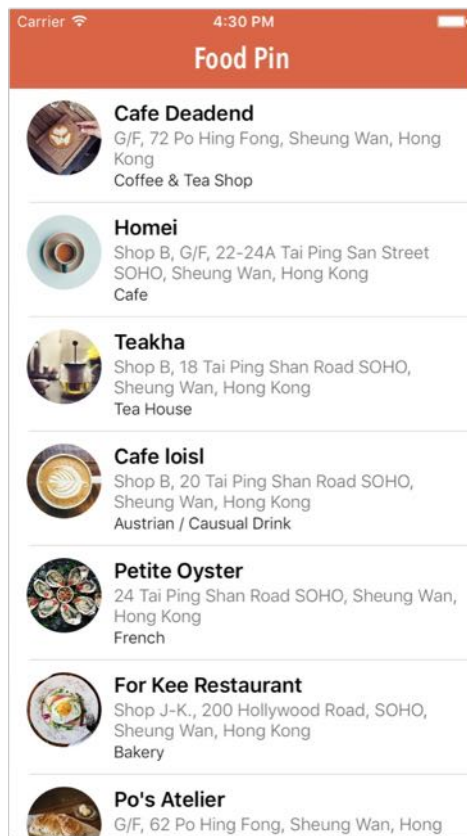 Carrier 4:30 PM
Food Pin
Cafe Deadend
G/F, 72 Po Hing Fong, Sheung Wan, Hong
Kong
Coffee & Tea Shop
Homei
Shop B, G/F, 22-24A Tai Ping San Street
SOHO, Sheung Wan, Hong Kong
Cafe
Teakha
Shop B, 18 Tai Ping Shan Road SOHO,
Sheung Wan, Hong Kong
Tea House
Cafe loisl
Shop B, 20 Tai Ping Shan Road SOHO,
Sheung Wan, Hong Kong
Austrian / Causual Drink
Petite Oyster
24 Tai Ping Shan Road SOHO, Sheung Wan,
Hong Kong
French
For Kee Restaurant
Shop J-K., 200 Hollywood Road, SOHO,
Sheung Wan, Hong Kong
Bakery
Po's Atelier
G/F, 62 Po Hing Fong, Sheung Wan, Hong